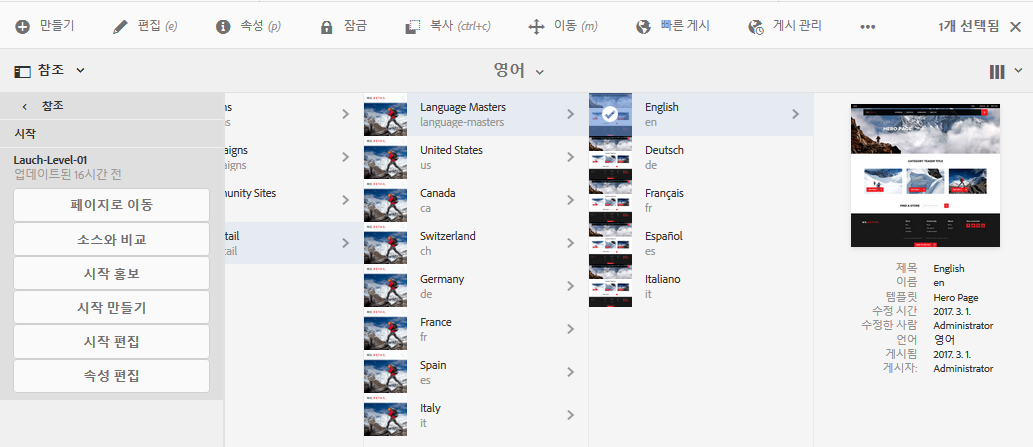 만들기 편집 (e) 속성 (p) 잠금 복사 (ctrl+c) 이동 (m) 빠른 게시 게시 관리 ••• 1개 선택됨
참조 영어
참조
시작
Lauch-Level-01
업데이트된 16시간 전
페이지로 이동
소스와 비교
시작 홍보
시작 만들기
시작 편집
속성 편집
ns
s
aigns
igns
munity Sites
tail
tail
Language Masters
language-masters
United States
us
Canada
ca
Switzerland
ch
Germany
de
France
fr
Spain
es
Italy
it
English
en
Deutsch
de
Français
fr
Español
es
Italiano
it
HERO PAGE
CATEGORY TEASER TITLE
FIND A STORE
제목 English
이름 en
템플릿 Hero Page
수정 시간 2017. 3. 1.
수정한 사람 Administrator
언어 영어
게시됨 2017. 3. 1.
게시자: Administrator